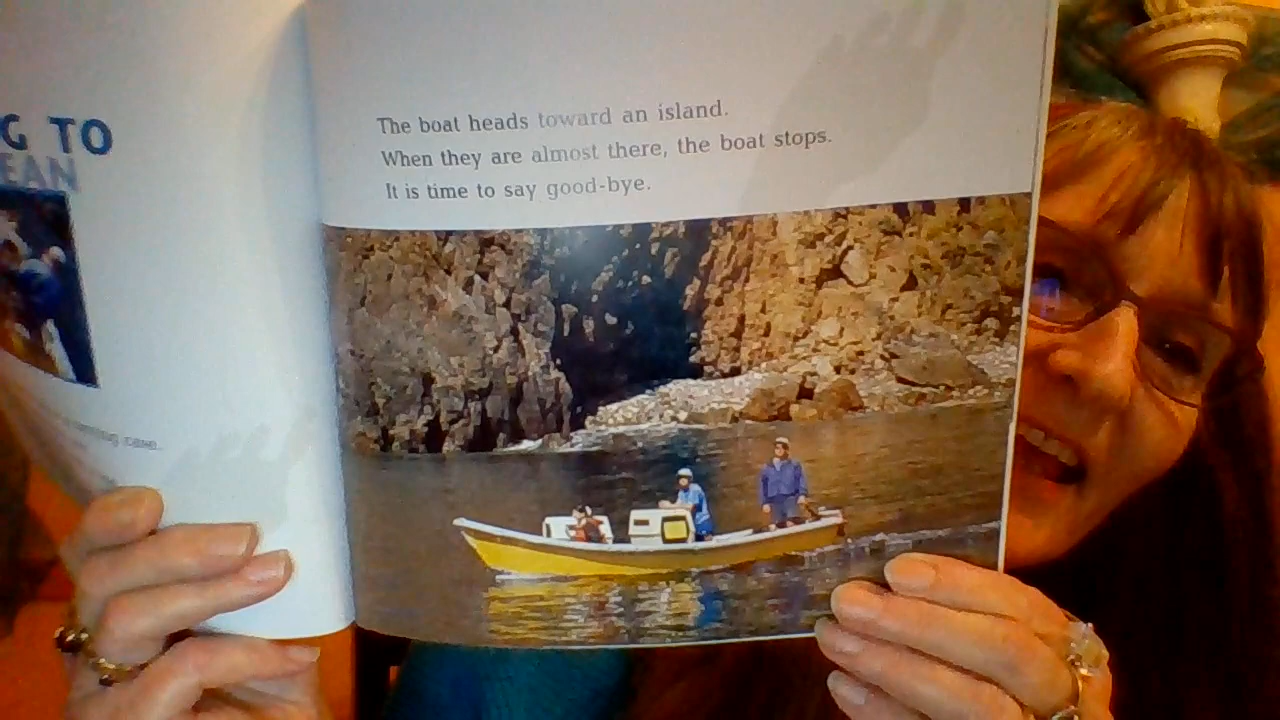 G TO
EAN
case.
The boat heads toward an island.
When they are almost there, the boat stops.
It is time to say good-bye.